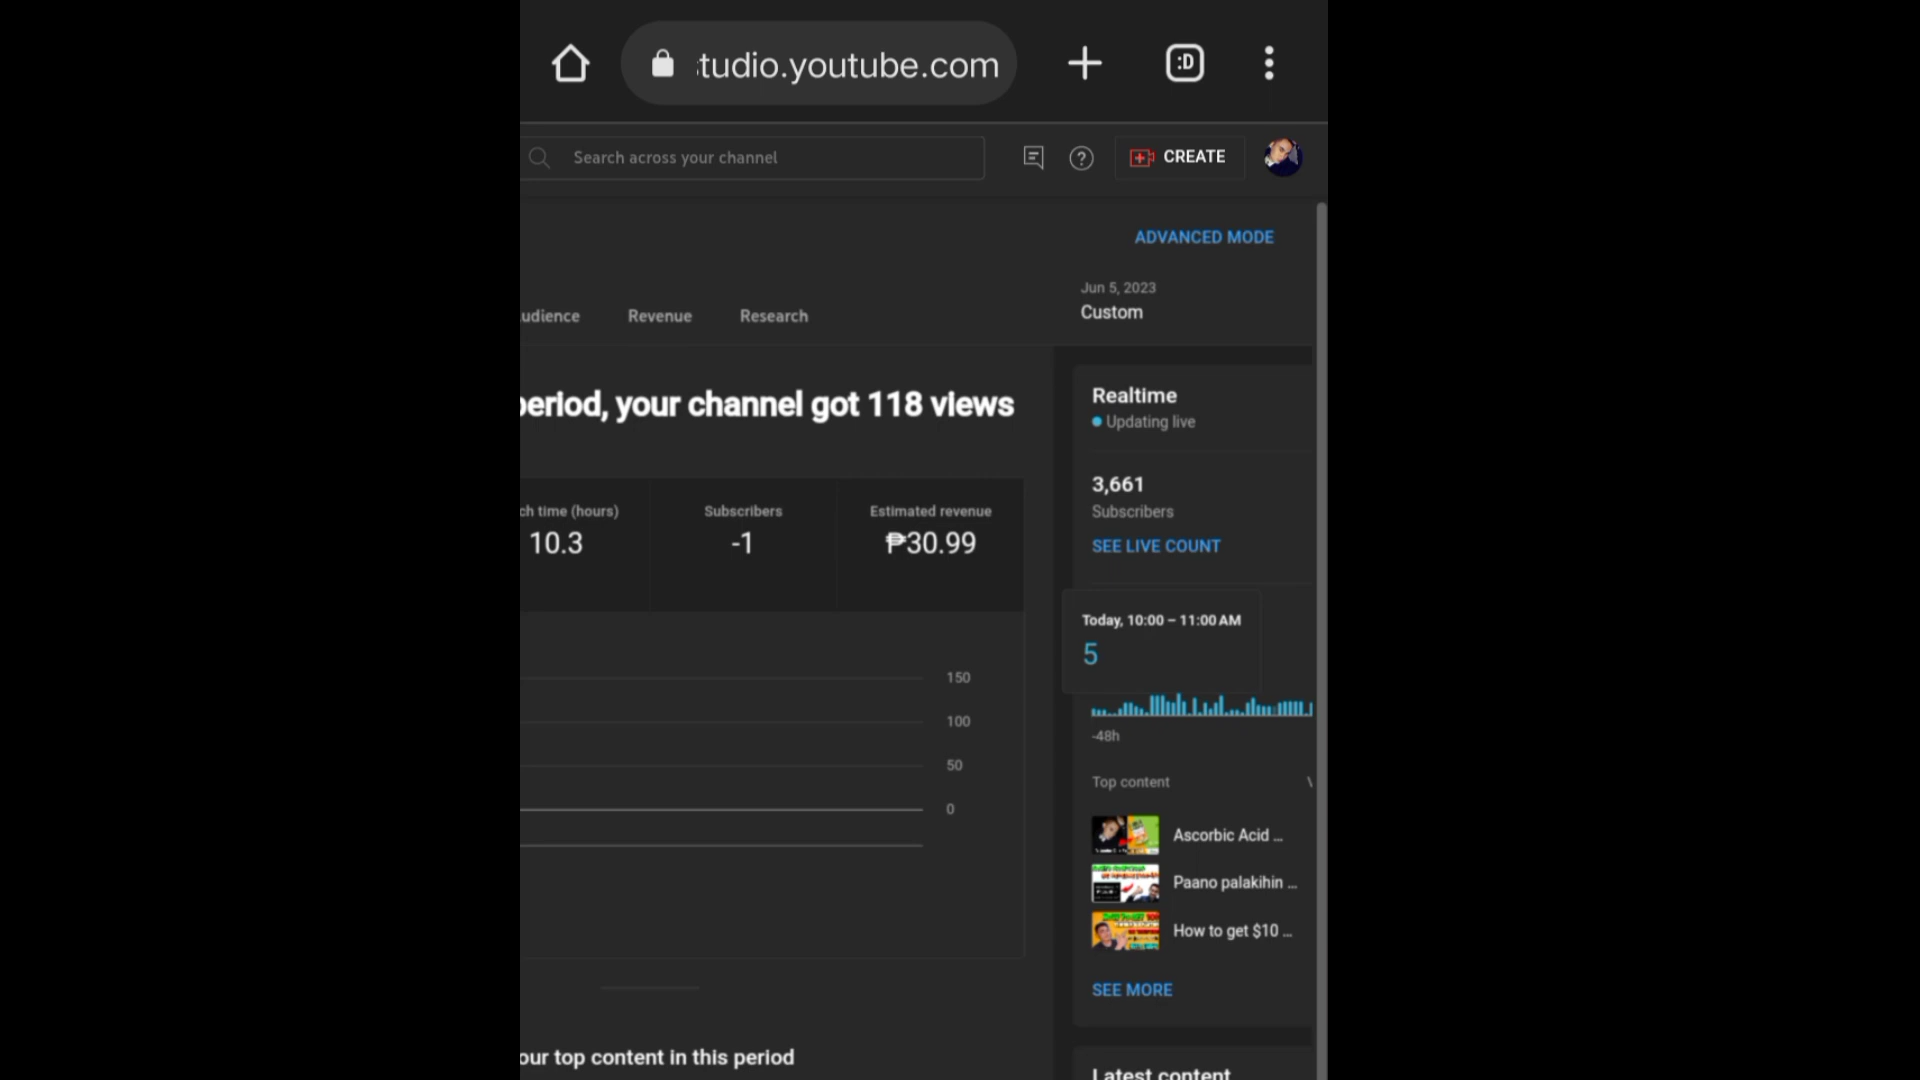 studio.youtube.com
:D
Search across your channel
CREATE
ADVANCED MODE
Jun 5, 2023
Custom
udience
Revenue
Research
period, your channel got 118 views
Realtime
Updating live
3,661
Subscribers
SEE LIVE COUNT
ch time (hours)
10.3
Subscribers
-1
Estimated revenue
₱30.99
Today, 10:00 – 11:00 AM
5
150
100
50
0
-48h
Top content
Ascorbic Acid ...
Paano palakihin ...
How to get $10 ...
SEE MORE
our top content in this period
Latest content